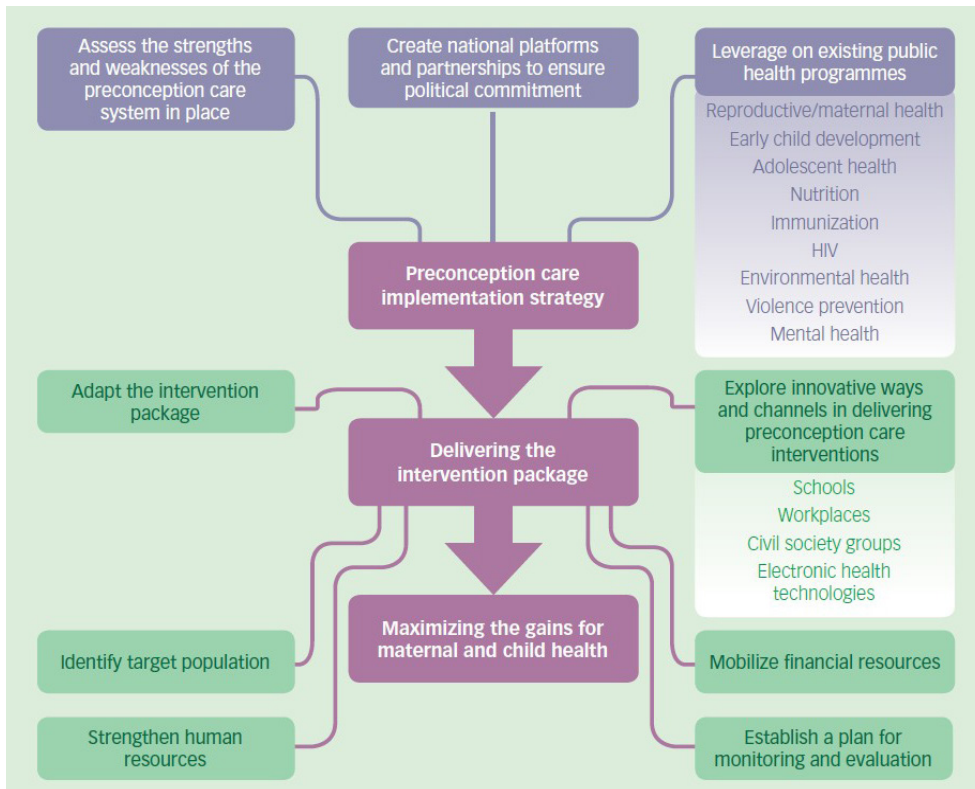 Assess the strengths
and weaknesses of the
preconception care
system in place
Create national platforms
and partnerships to ensure
political commitment
Leverage on existing public
health programmes
Reproductive/maternal health
Early child development
Adolescent health
Nutrition
Immunization
HIV
Environmental health
Violence prevention
Mental health
Preconception care
implementation strategy
Adapt the intervention
package
Delivering the
intervention package
Explore innovative ways
and channels in delivering
preconception care
interventions
Schools
Workplaces
Civil society groups
Electronic health
technologies
Maximizing the gains for
maternal and child health
Identify target population
Mobilize financial resources
Strengthen human
resources
Establish a plan for
monitoring and evaluation